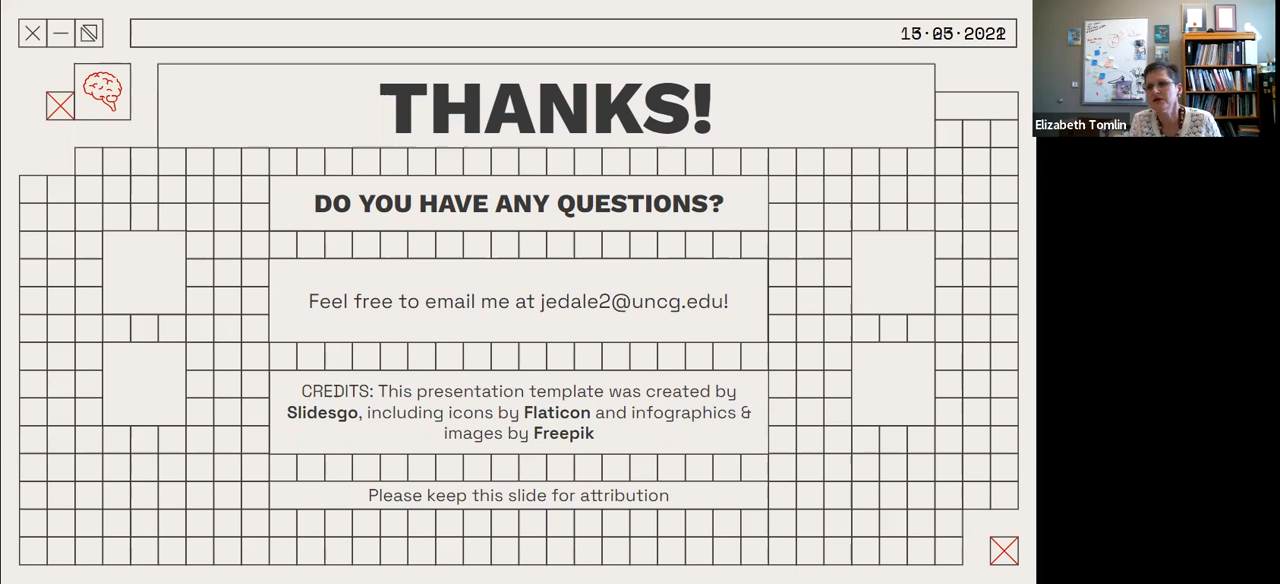 15·05·2022
THANKS!
DO YOU HAVE ANY QUESTIONS?
Feel free to email me at jedale2@uncg.edu!
CREDITS: This presentation template was created by
Slidesgo, including icons by Flaticon and infographics &
images by Freepik
Please keep this slide for attribution
Elizabeth Tomlin